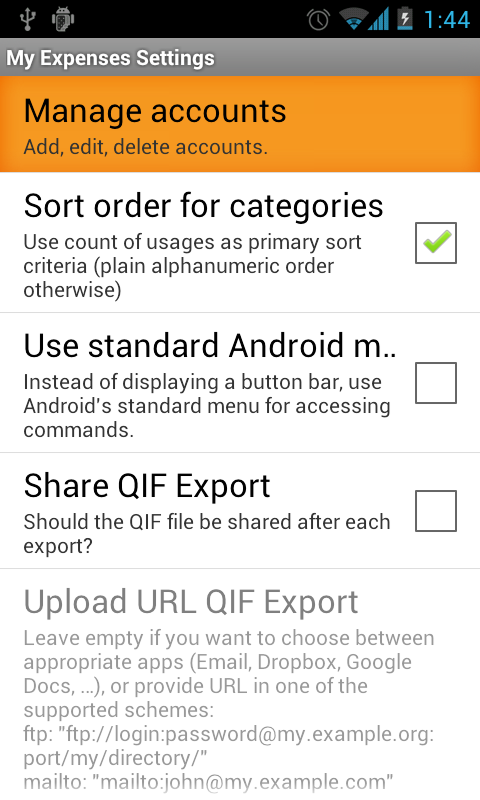 1:44
My Expenses Settings
Manage accounts
Add, edit, delete accounts.
Sort order for categories
Use count of usages as primary sort
criteria (plain alphanumeric order
otherwise)
Use standard Android m..
Instead of displaying a button bar, use
Android's standard menu for accessing
commands.
Share QIF Export
Should the QIF file be shared after each
export?
Upload URL QIF Export
Leave empty if you want to choose between
appropriate apps (Email, Dropbox, Google
Docs, …), or provide URL in one of the
supported schemes:
ftp: "ftp://login:password@my.example.org:
port/my/directory/"
mailto: "mailto:john@my.example.com"